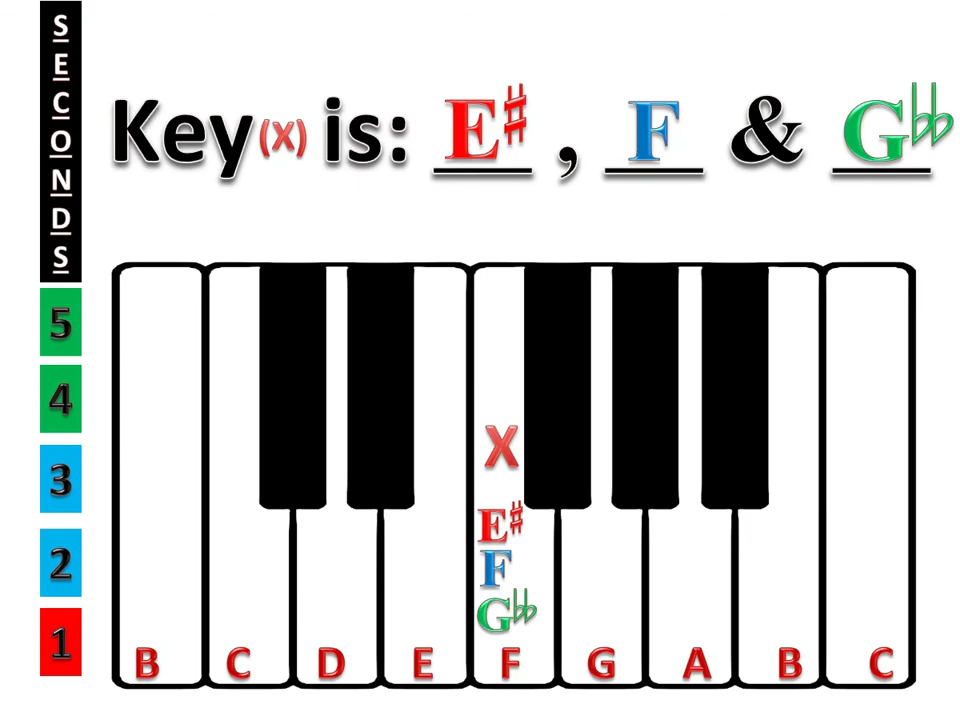 SECONDS
Key(X) is: E♯ , F & G♭♭
5
4
3
2
1
X
E♯
F
G♭♭
B C D E F G A B C